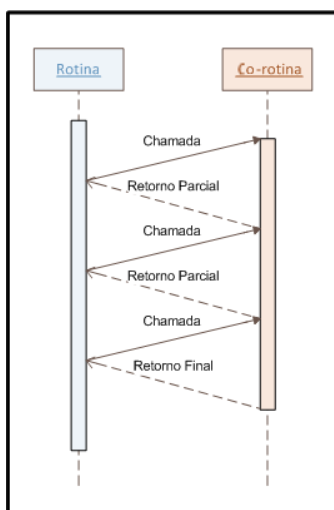 Rotina
Co-rotina
Chamada
Retorno Parcial
Chamada
Retorno Parcial
Chamada
Retorno Final